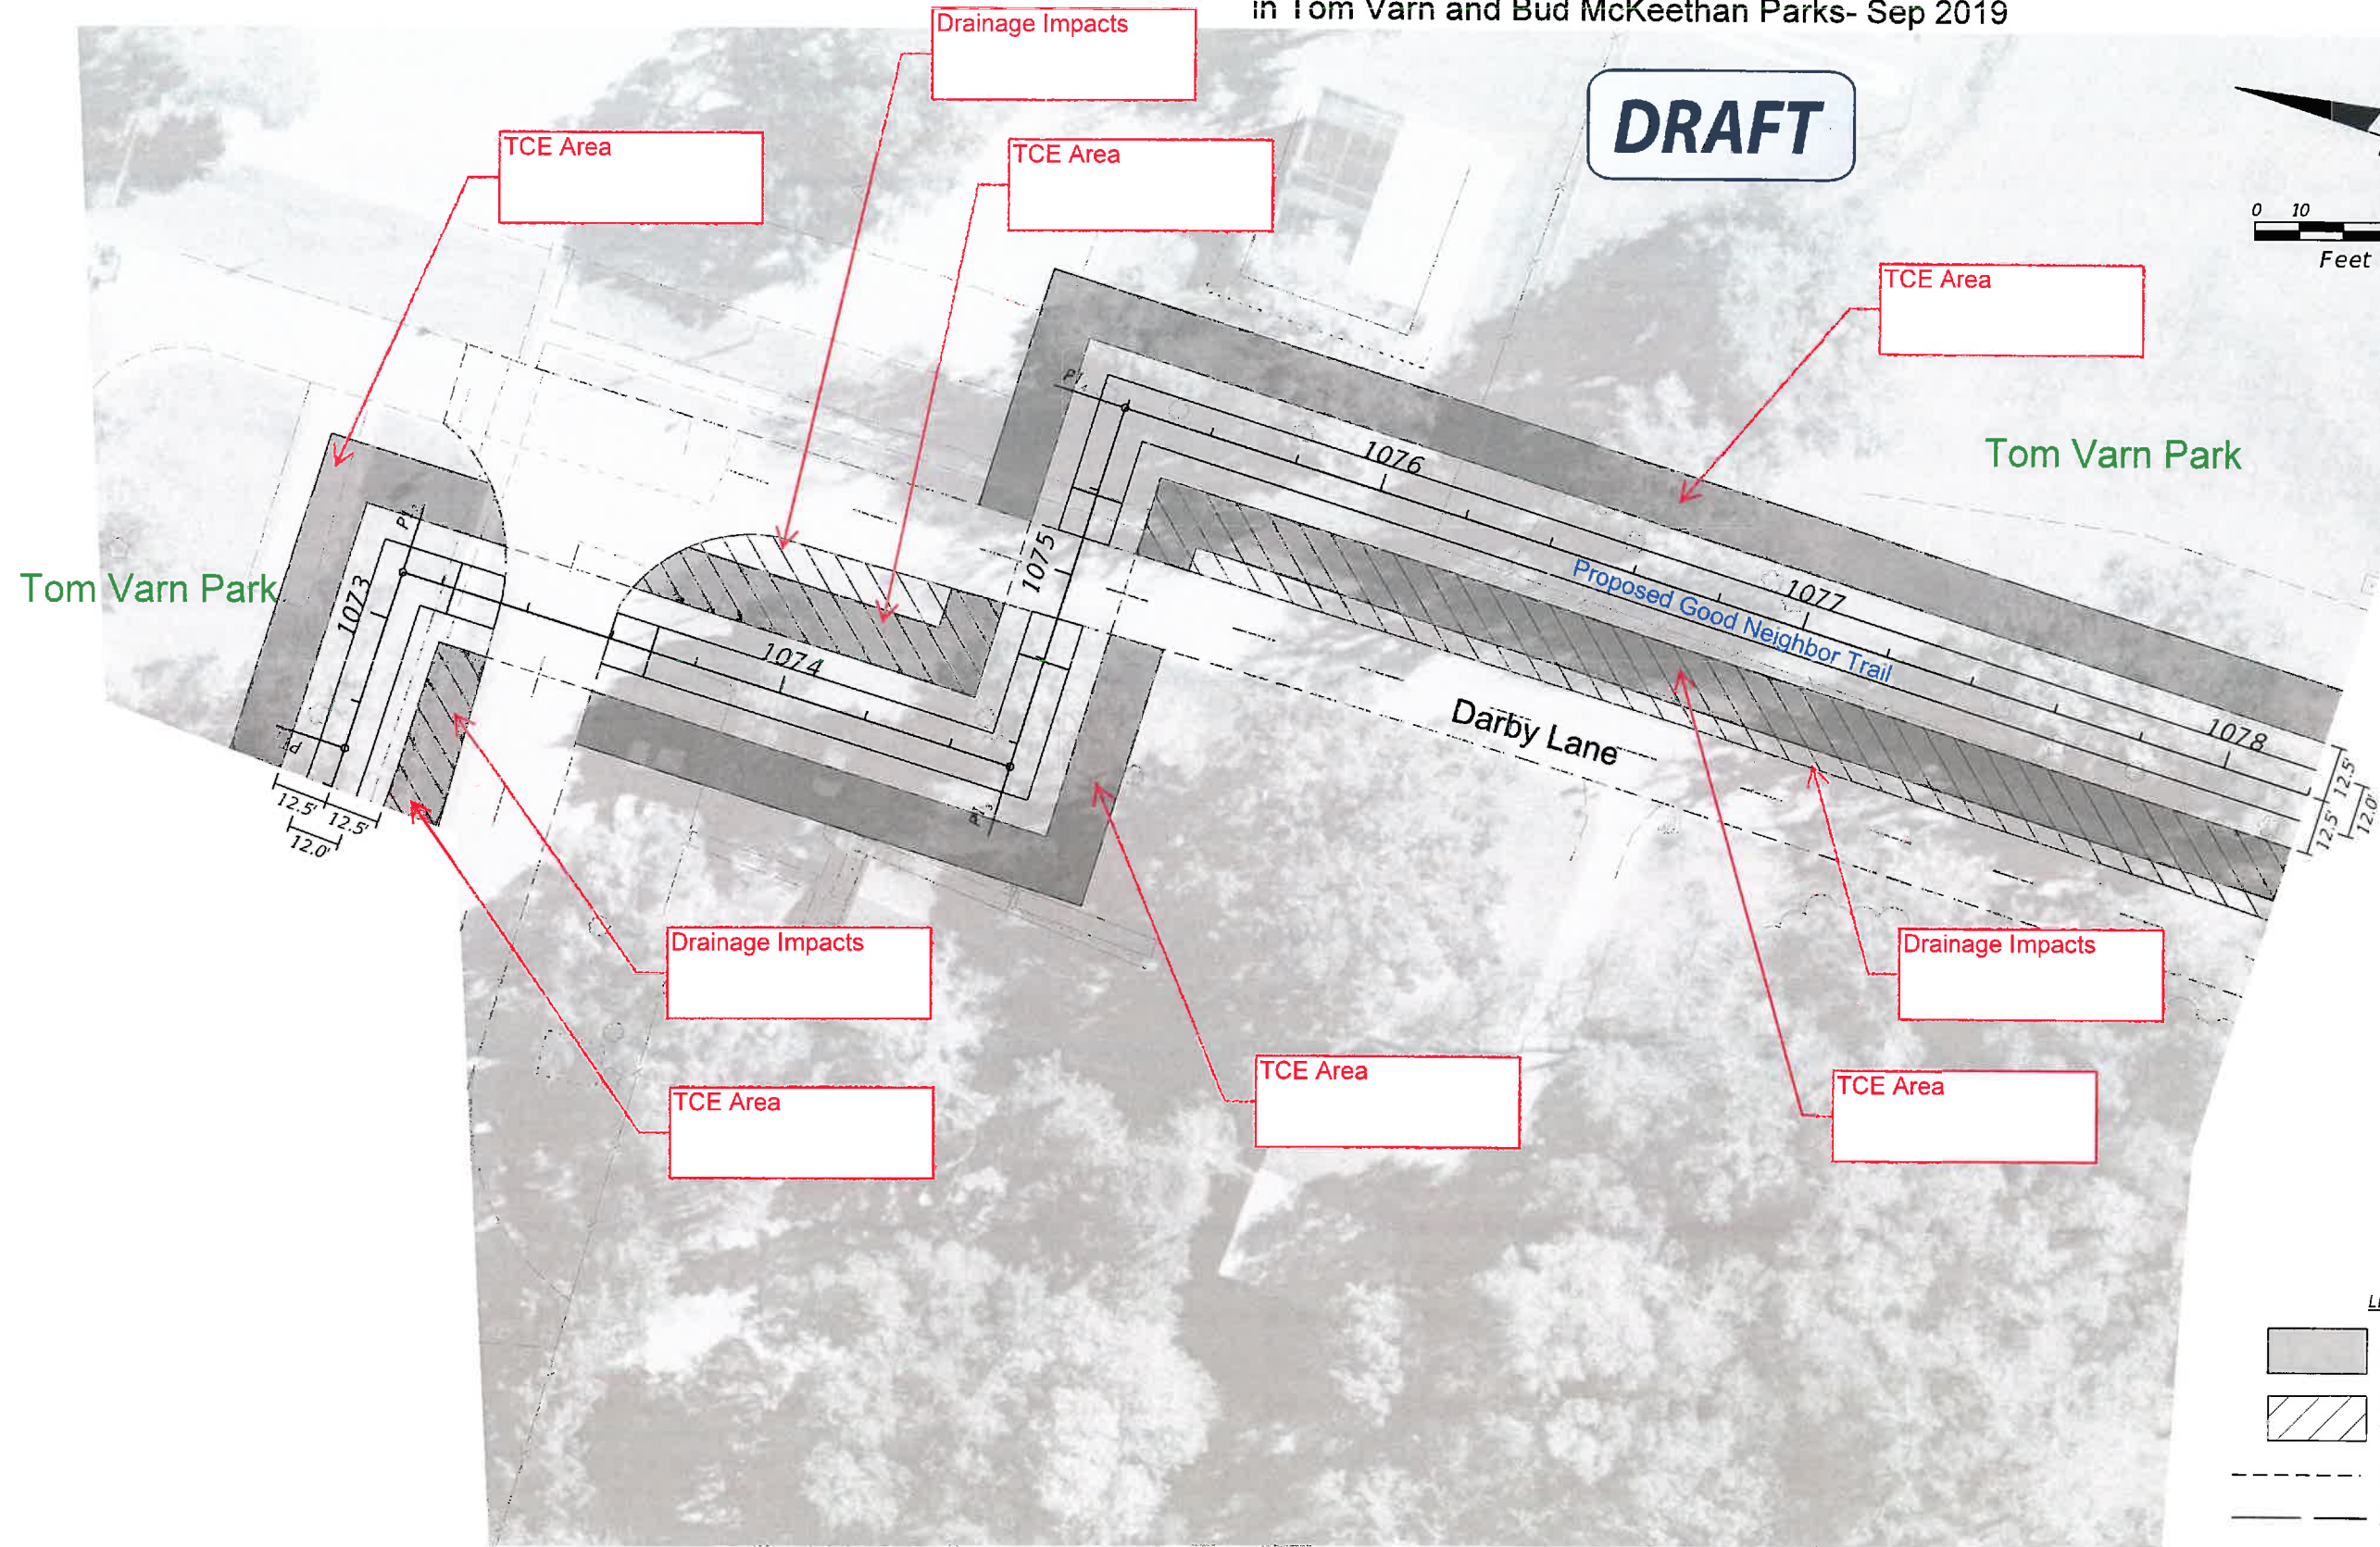 in Tom Varn and Bud McKeethan Parks- Sep 2019
Drainage Impacts
DRAFT
TCE Area
TCE Area
0 10
Feet
TCE Area
Tom Varn Park
1076
1077
1078
1075
Proposed Good Neighbor Trail
Tom Varn Park
1073
1074
Darby Lane
12.5'
12.5'
12.0'
12.5'
12.5'
12.0'
Drainage Impacts
Drainage Impacts
TCE Area
TCE Area
TCE Area